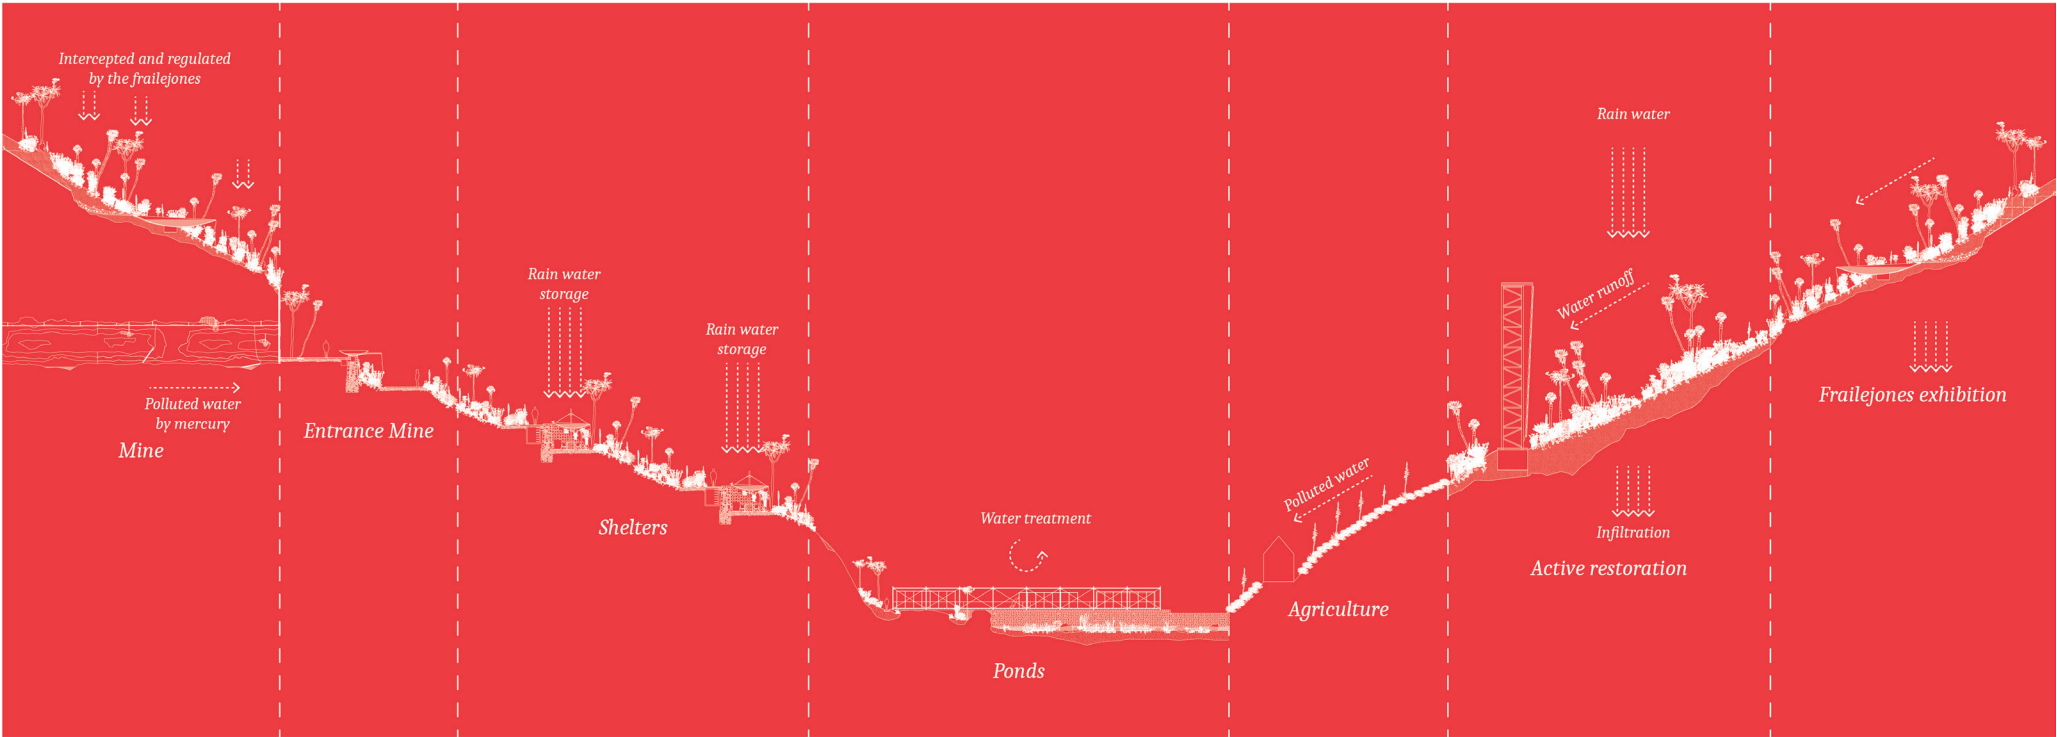 Intercepted and regulated
by the frailejones
Polluted water
by mercury
Mine
Entrance Mine
Rain water
storage
Rain water
storage
Shelters
Water treatment
Ponds
Polluted water
Agriculture
Rain water
Water runoff
Infiltration
Active restoration
Frailejones exhibition